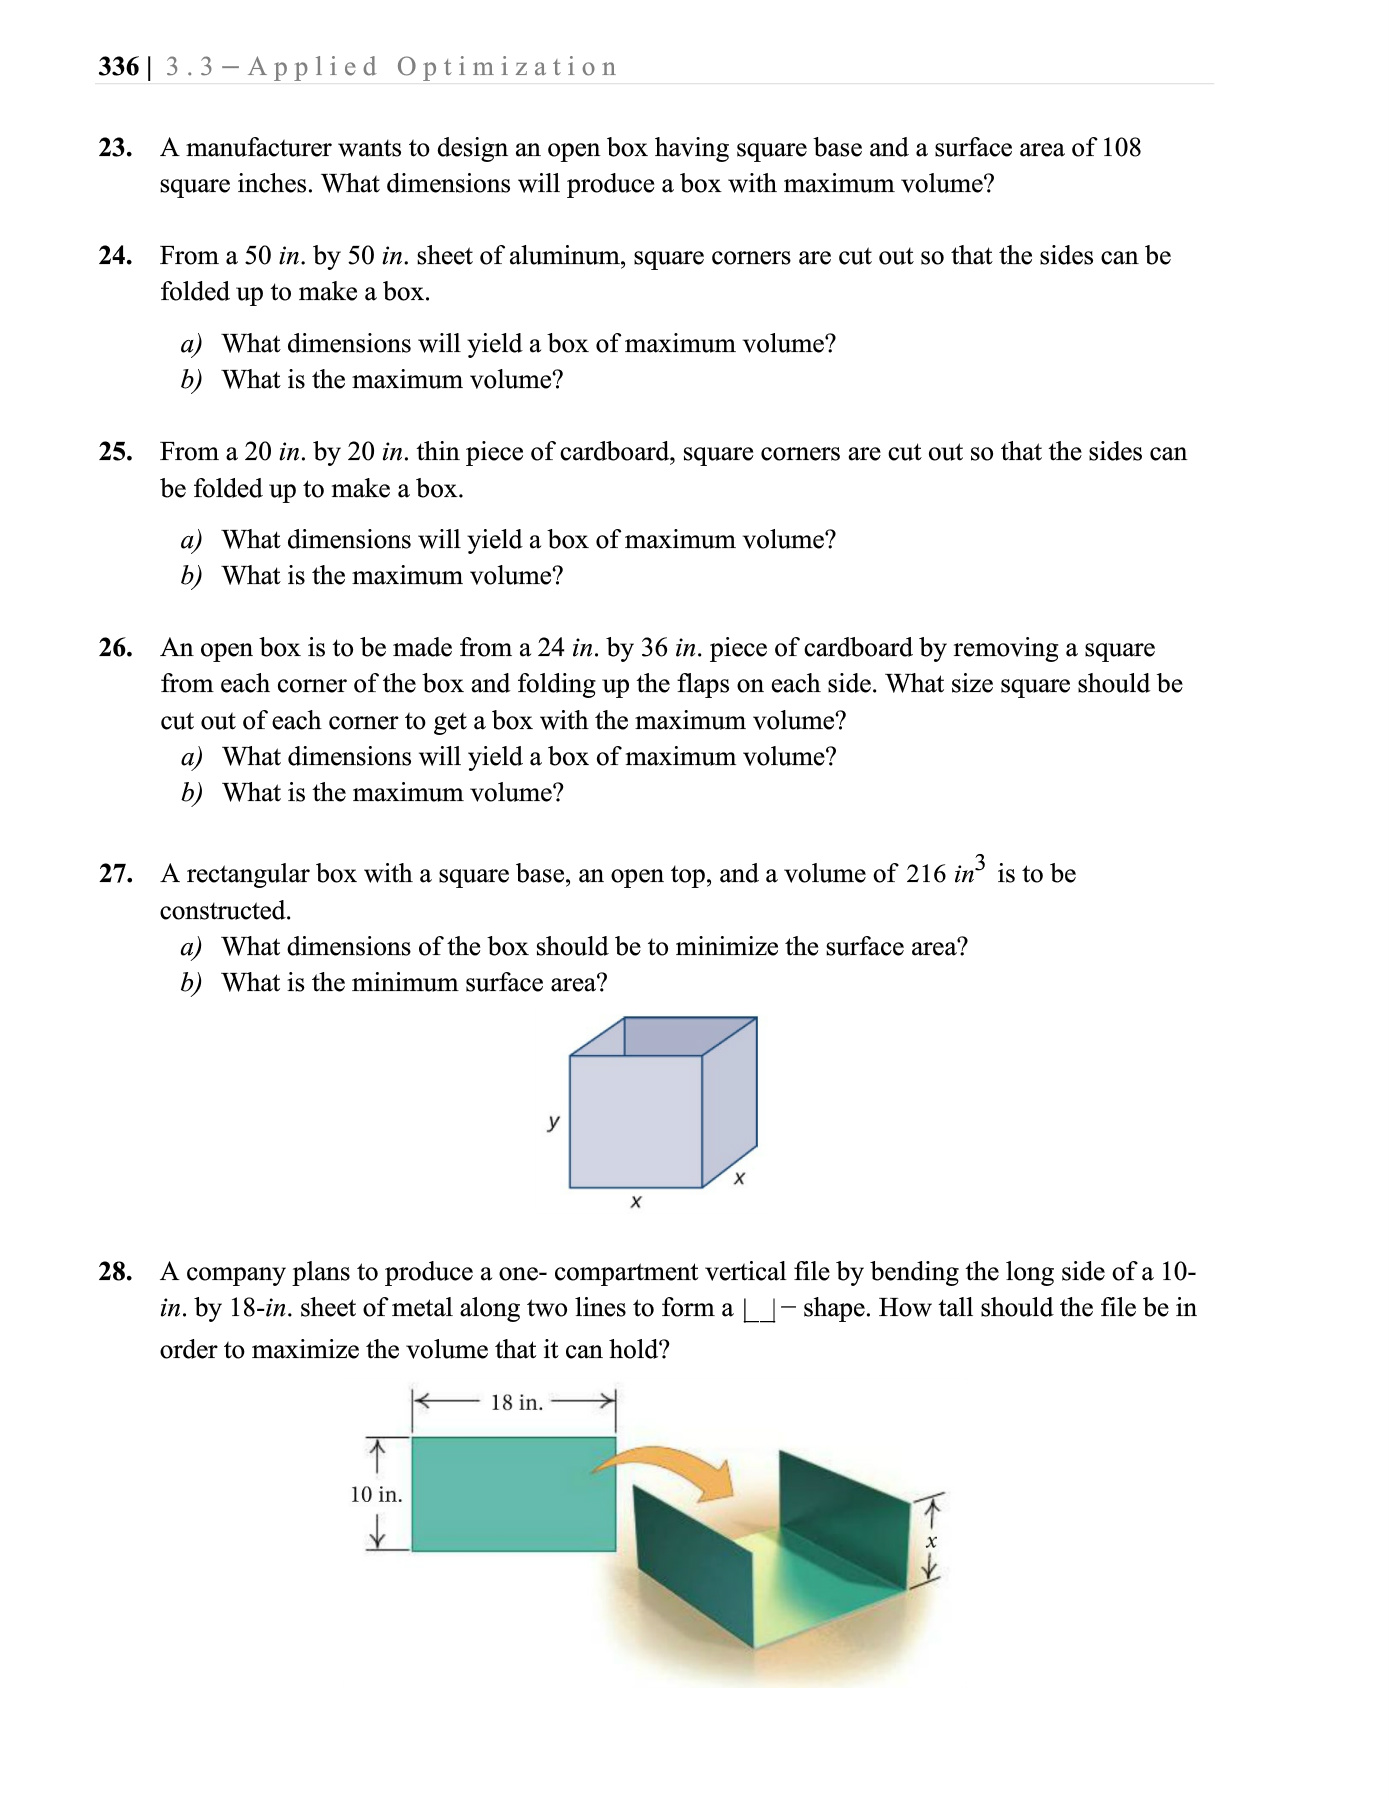 336 | 3.3 – Applied Optimization
23. A manufacturer wants to design an open box having square base and a surface area of 108
square inches. What dimensions will produce a box with maximum volume?
24. From a 50 in. by 50 in. sheet of aluminum, square corners are cut out so that the sides can be
folded up to make a box.
a) What dimensions will yield a box of maximum volume?
b) What is the maximum volume?
25. From a 20 in. by 20 in. thin piece of cardboard, square corners are cut out so that the sides can
be folded up to make a box.
a) What dimensions will yield a box of maximum volume?
b) What is the maximum volume?
26. An open box is to be made from a 24 in. by 36 in. piece of cardboard by removing a square
from each corner of the box and folding up the flaps on each side. What size square should be
cut out of each corner to get a box with the maximum volume?
a) What dimensions will yield a box of maximum volume?
b) What is the maximum volume?
27. A rectangular box with a square base, an open top, and a volume of 216 in³ is to be
constructed.
a) What dimensions of the box should be to minimize the surface area?
b) What is the minimum surface area?
y
x
x
28. A company plans to produce a one- compartment vertical file by bending the long side of a 10-
in. by 18-in. sheet of metal along two lines to form a |__| – shape. How tall should the file be in
order to maximize the volume that it can hold?
18 in.
10 in.
x